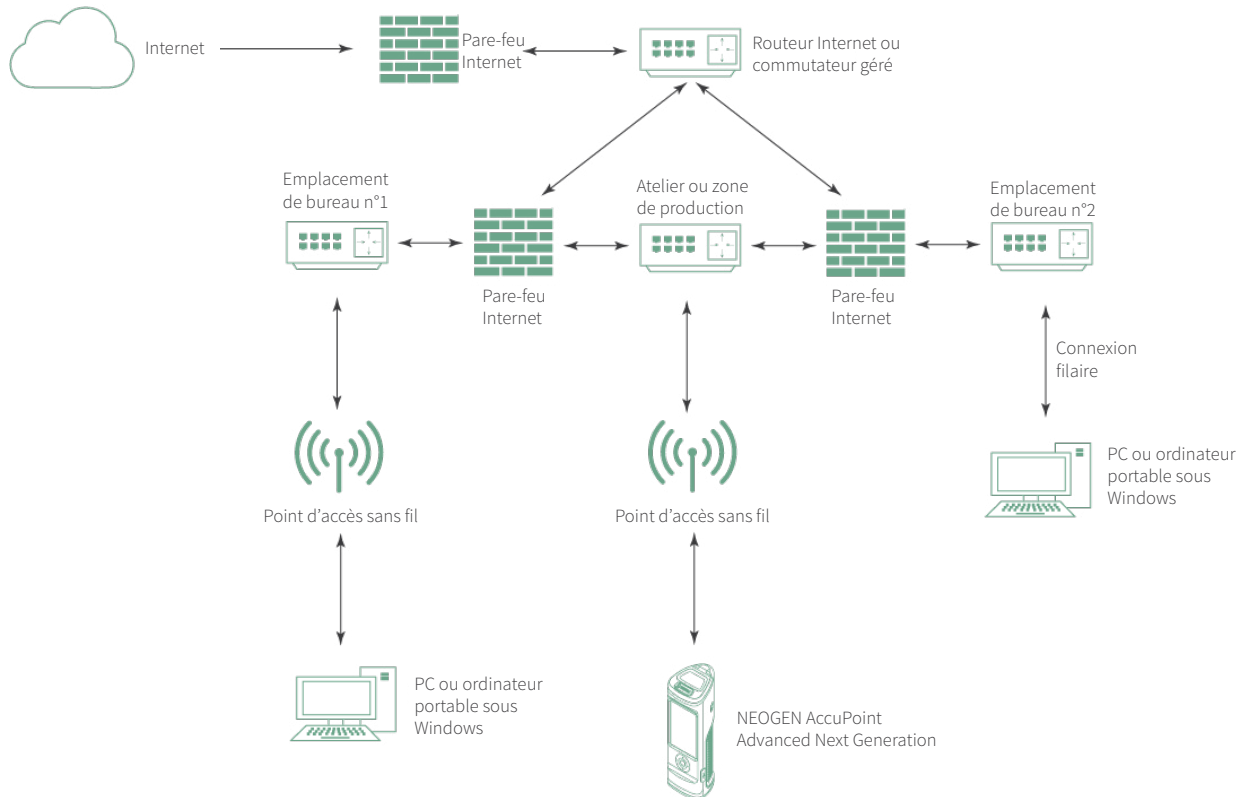 Internet
Pare-feu
Internet
Routeur Internet ou
commutateur géré
Emplacement
de bureau n°1
Atelier ou zone
de production
Emplacement
de bureau n°2
Pare-feu
Internet
Pare-feu
Internet
Connexion
filaire
Point d’accès sans fil
Point d’accès sans fil
PC ou ordinateur
portable sous
Windows
PC ou ordinateur
portable sous
Windows
NEOGEN AccuPoint
Advanced Next Generation